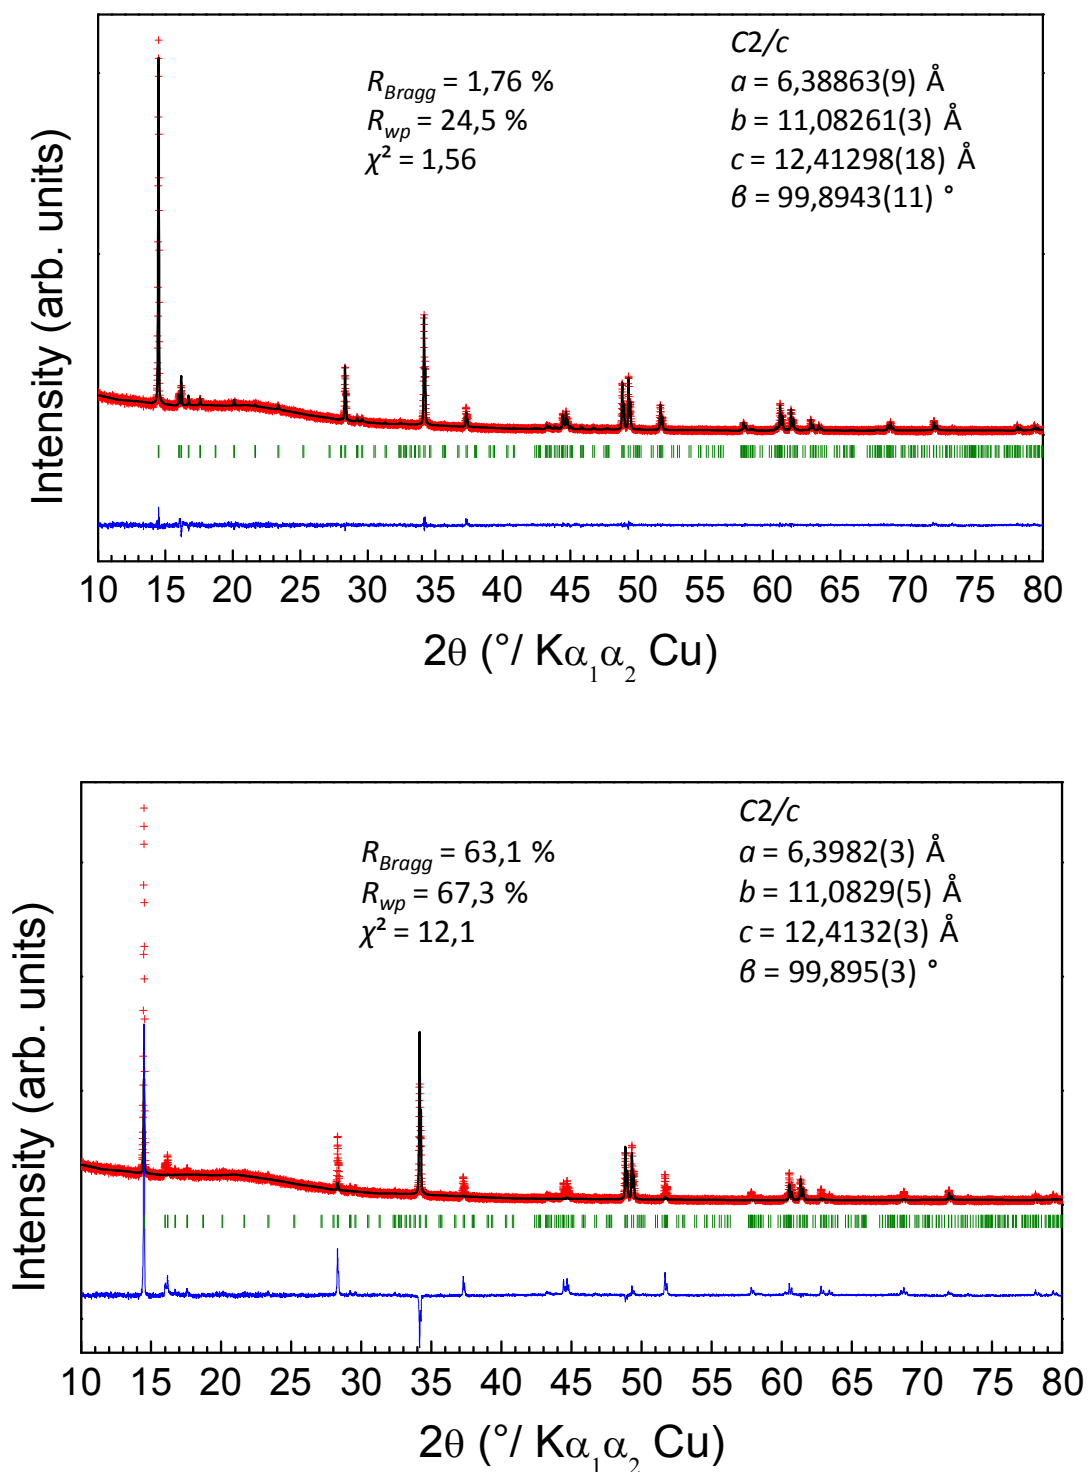 C2/c
R_Bragg = 1,76 %
a = 6,38863(9) Å
R_wp = 24,5 %
b = 11,08261(3) Å
χ² = 1,56
c = 12,41298(18) Å
β = 99,8943(11) °
Intensity (arb. units)
10 15 20 25 30 35 40 45 50 55 60 65 70 75 80
2θ (°/ Kα₁α₂ Cu)
C2/c
R_Bragg = 63,1 %
a = 6,3982(3) Å
R_wp = 67,3 %
b = 11,0829(5) Å
χ² = 12,1
c = 12,4132(3) Å
β = 99,895(3) °
Intensity (arb. units)
10 15 20 25 30 35 40 45 50 55 60 65 70 75 80
2θ (°/ Kα₁α₂ Cu)